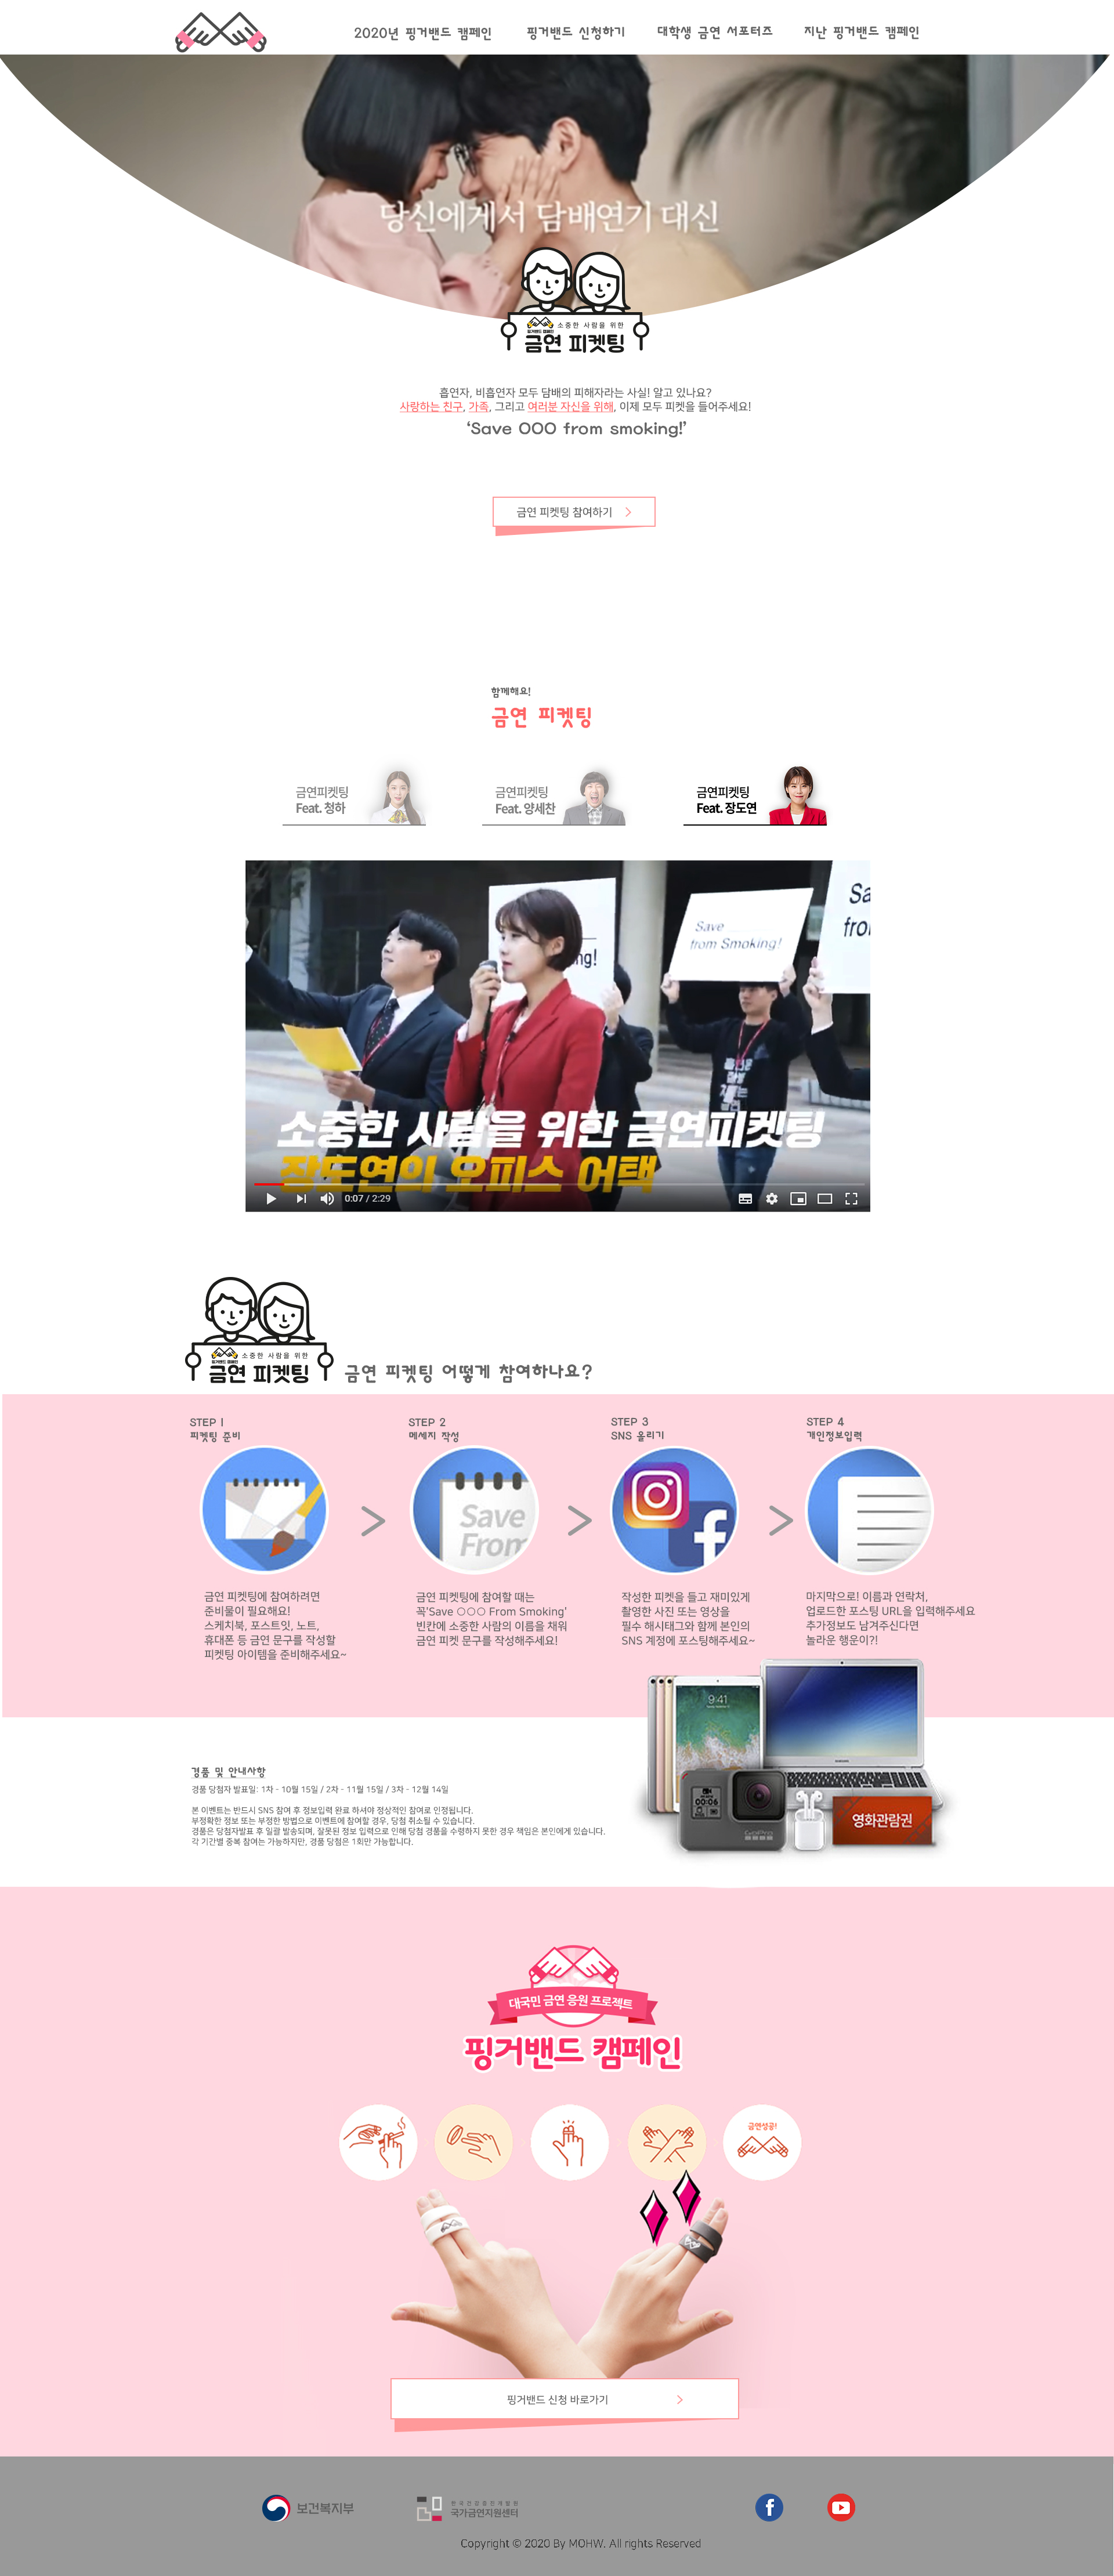 2020년 핑거밴드 캠페인
핑거밴드 신청하기
대학생 금연 서포터즈
지난 핑거밴드 캠페인
당신에게서 담배연기 대신
핑거밴드 캠페인
소중한 사람을 위한
금연 피켓팅
흡연자, 비흡연자 모두 담배의 피해자라는 사실! 알고 있나요?
사랑하는 친구, 가족, 그리고 여러분 자신을 위해, 이제 모두 피켓을 들어주세요!
‘Save OOO from smoking!’
금연 피켓팅 참여하기 >
함께해요!
금연 피켓팅
금연피켓팅
Feat. 청하
금연피켓팅
Feat. 양세찬
금연피켓팅
Feat. 장도연
ng!
Save
from Smoking!
Sa
fro
소중한 사람을 위한 금연피켓팅
장도연의 오피스 어택
0:07 / 2:29
핑거밴드 캠페인
소중한 사람을 위한
금연 피켓팅
금연 피켓팅 어떻게 참여하나요?
STEP 1
피켓팅 준비
STEP 2
메세지 작성
STEP 3
SNS 올리기
STEP 4
개인정보입력
Save
From
>
>
>
금연 피켓팅에 참여하려면
준비물이 필요해요!
스케치북, 포스트잇, 노트,
휴대폰 등 금연 문구를 작성할
피켓팅 아이템을 준비해주세요~
금연 피켓팅에 참여할 때는
꼭'Save ○○○ From Smoking'
빈칸에 소중한 사람의 이름을 채워
금연 피켓 문구를 작성해주세요!
작성한 피켓을 들고 재미있게
촬영한 사진 또는 영상을
필수 해시태그와 함께 본인의
SNS 계정에 포스팅해주세요~
마지막으로! 이름과 연락처,
업로드한 포스팅 URL을 입력해주세요
추가정보도 남겨주신다면
놀라운 행운이?!
9:41
SAMSUNG
00:06
GoPro
영화관람권
경품 및 안내사항
경품 당첨자 발표일: 1차 - 10월 15일 / 2차 - 11월 15일 / 3차 - 12월 14일
본 이벤트는 반드시 SNS 참여 후 정보입력 완료 하셔야 정상적인 참여로 인정됩니다.
부정확한 정보 또는 부정한 방법으로 이벤트에 참여할 경우, 당첨 취소될 수 있습니다.
경품은 당첨자발표 후 일괄 발송되며, 잘못된 정보 입력으로 인해 당첨 경품을 수령하지 못한 경우 책임은 본인에게 있습니다.
각 기간별 중복 참여는 가능하지만, 경품 당첨은 1회만 가능합니다.
대국민 금연 응원 프로젝트
핑거밴드 캠페인
금연성공!
핑거밴드 신청 바로가기 >
보건복지부
한국건강증진개발원
국가금연지원센터
Copyright © 2020 By MOHW. All rights Reserved